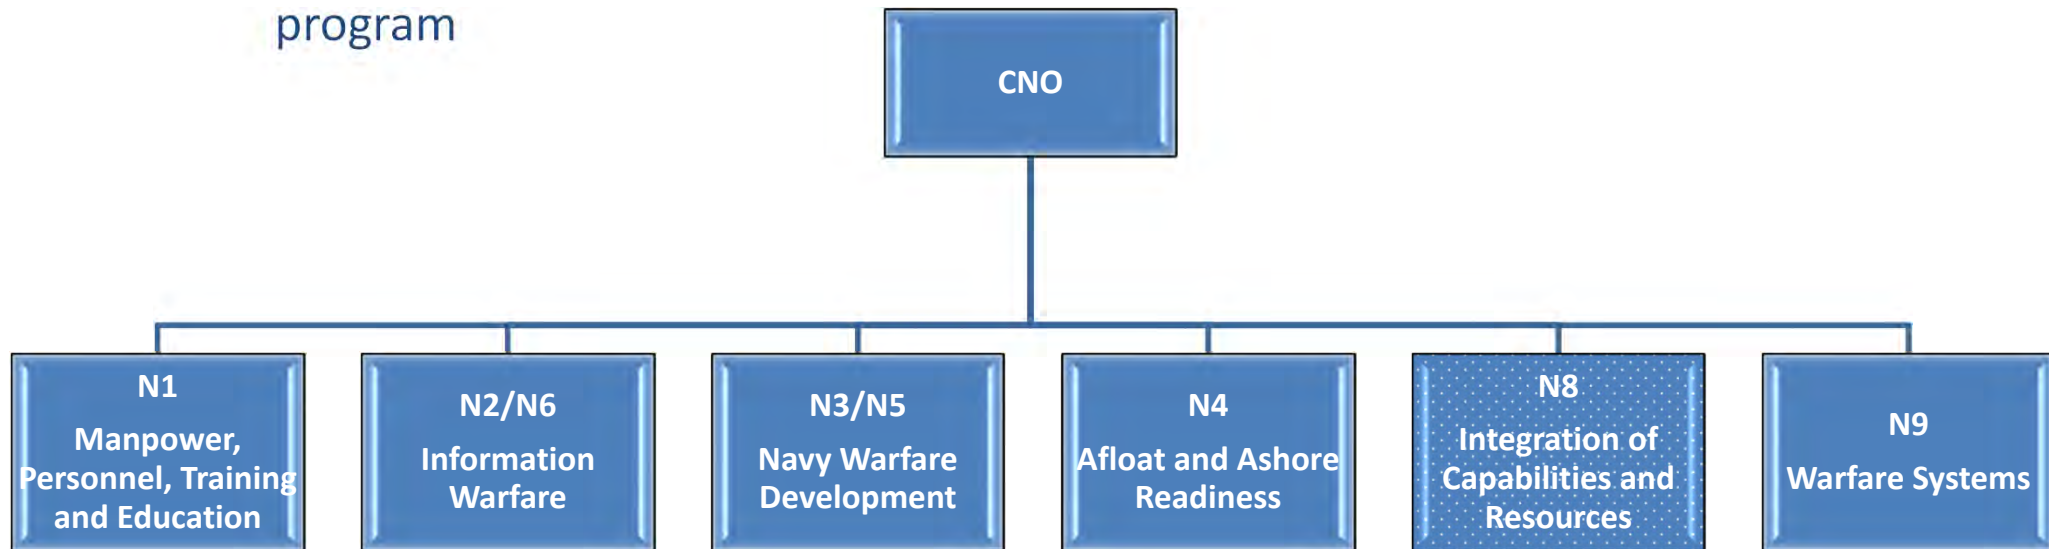 program
CNO
N1
Manpower,
Personnel, Training
and Education
N2/N6
Information
Warfare
N3/N5
Navy Warfare
Development
N4
Afloat and Ashore
Readiness
N8
Integration of
Capabilities and
Resources
N9
Warfare Systems